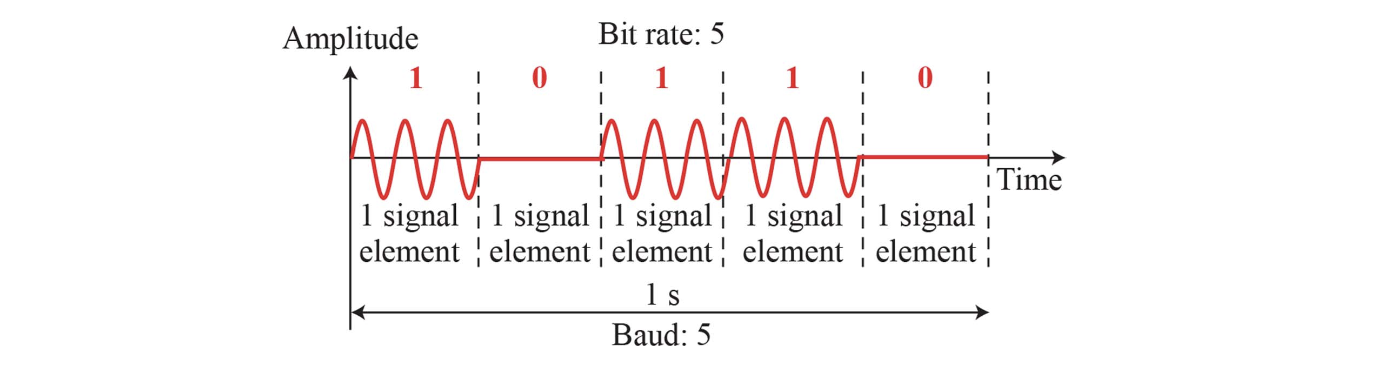 Amplitude
Bit rate: 5
1 0 1 1 0
Time
1 signal 1 signal 1 signal 1 signal 1 signal
element element element element element
1 s
Baud: 5